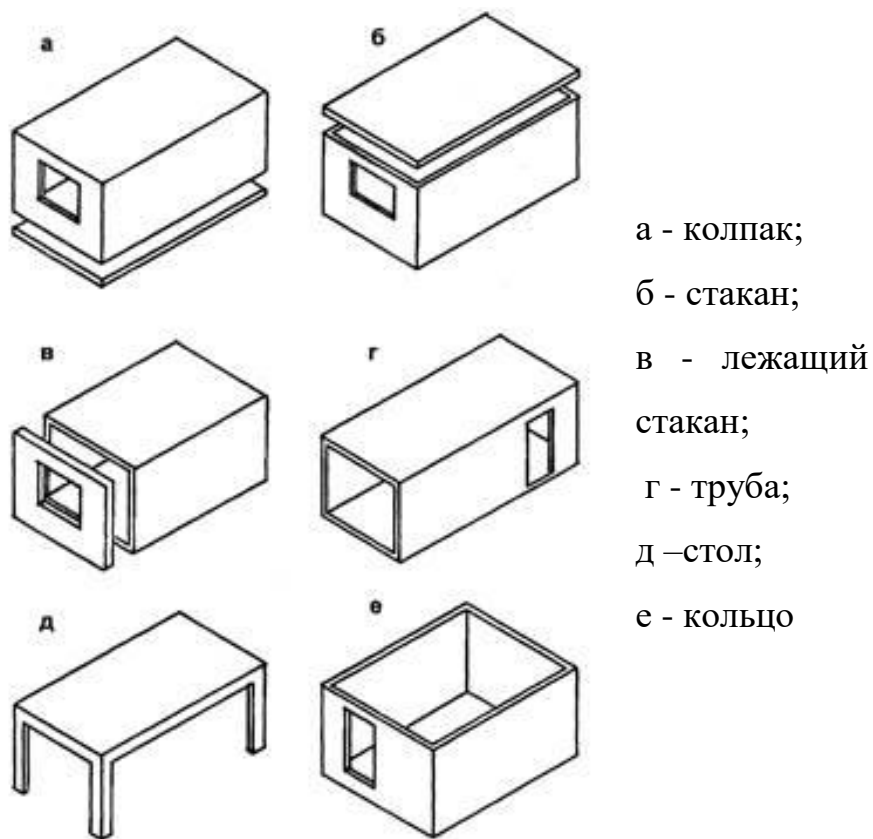 а
б
в
г
д
е
а - колпак;
б - стакан;
в - лежащий
стакан;
г - труба;
д –стол;
е - кольцо